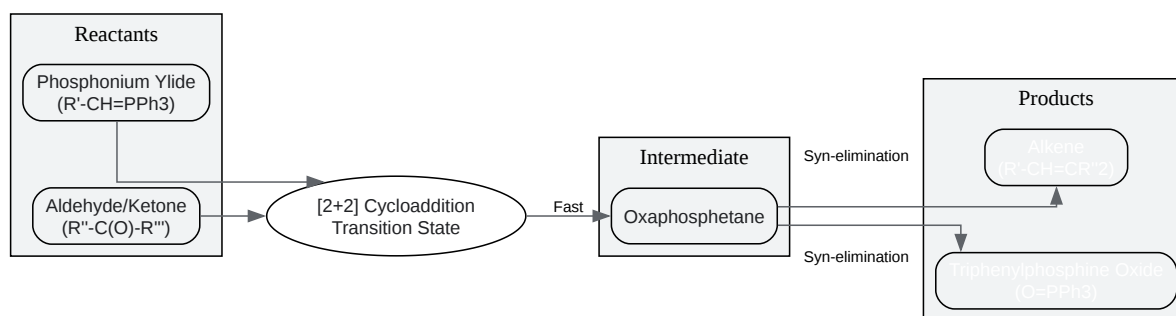 Reactants
Phosphonium Ylide
(R'-CH=PPh3)
Aldehyde/Ketone
(R"-C(O)-R"')
[2+2] Cycloaddition
Transition State
Fast
Intermediate
Oxaphosphetane
Syn-elimination
Syn-elimination
Products
Alkene
(R'-CH=CR"2)
Triphenylphosphine Oxide
(O=PPh3)